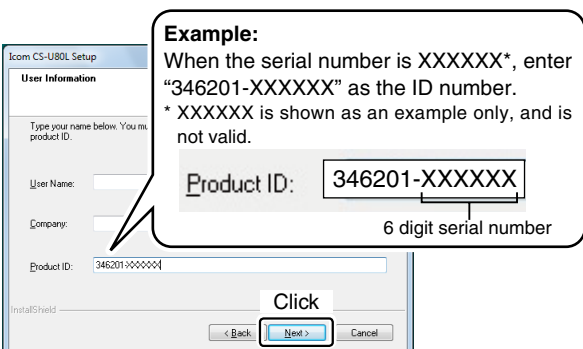 Example:
When the serial number is XXXXXX*, enter
“346201-XXXXXX” as the ID number.
* XXXXXX is shown as an example only, and is
not valid.
Product ID: 346201-XXXXXX
6 digit serial number
Icom CS-U80L Setup
User Information
Type your name below. You mu
product ID.
User Name:
Company:
Product ID: 346201-XXXXXX
InstallShield
Click
< Back
Next >
Cancel